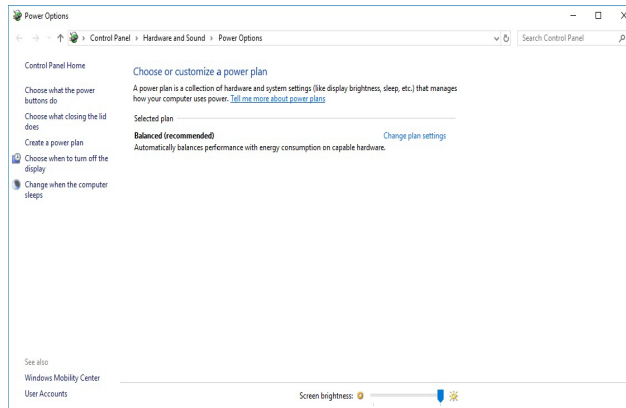 Power Options
Control Panel › Hardware and Sound › Power Options
Search Control Panel
Control Panel Home
Choose what the power
buttons do
Choose what closing the lid
does
Create a power plan
Choose when to turn off the
display
Change when the computer
sleeps
Choose or customize a power plan
A power plan is a collection of hardware and system settings (like display brightness, sleep, etc.) that manages
how your computer uses power. Tell me more about power plans
Selected plan
Balanced (recommended) Change plan settings
Automatically balances performance with energy consumption on capable hardware.
See also
Windows Mobility Center
User Accounts
Screen brightness: